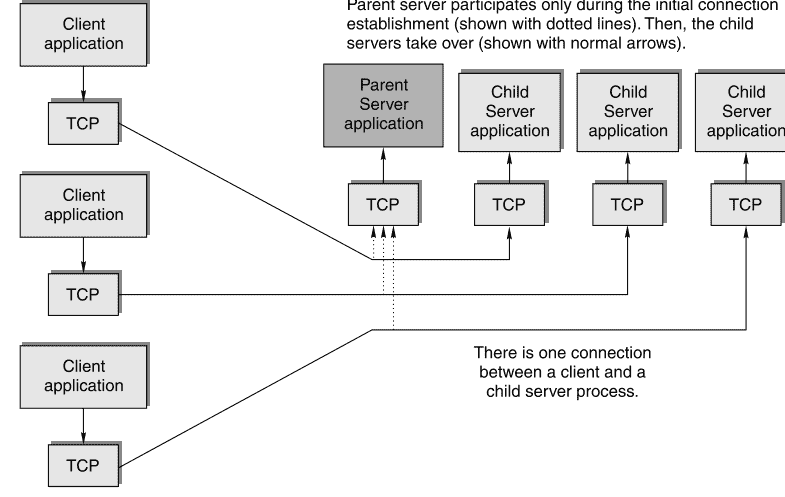 Parent server participates only during the initial connection
establishment (shown with dotted lines). Then, the child
servers take over (shown with normal arrows).
Client
application
TCP
Parent
Server
application
TCP
Child
Server
application
TCP
Child
Server
application
TCP
Child
Server
application
TCP
Client
application
TCP
There is one connection
between a client and a
child server process.
Client
application
TCP